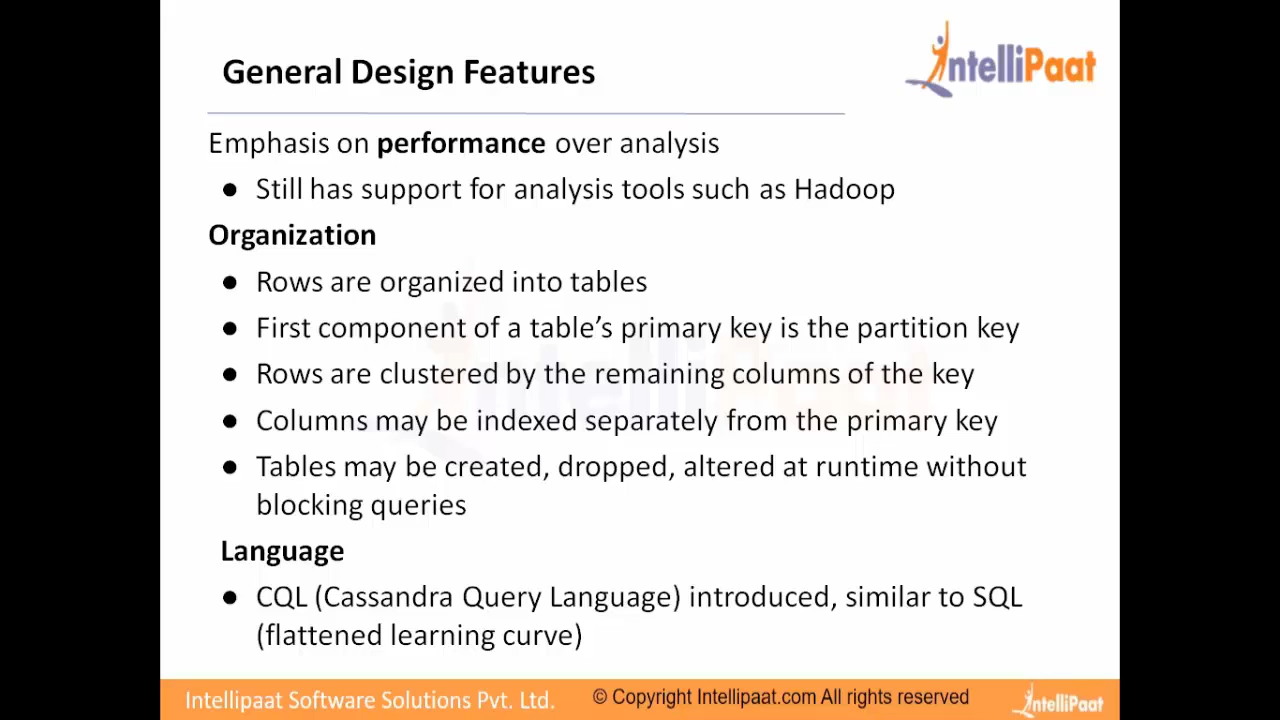 General Design Features
IntelliPaat
Emphasis on performance over analysis
● Still has support for analysis tools such as Hadoop
Organization
● Rows are organized into tables
● First component of a table’s primary key is the partition key
● Rows are clustered by the remaining columns of the key
● Columns may be indexed separately from the primary key
● Tables may be created, dropped, altered at runtime without
blocking queries
Language
● CQL (Cassandra Query Language) introduced, similar to SQL
(flattened learning curve)
Intellipaat Software Solutions Pvt. Ltd.
© Copyright Intellipaat.com All rights reserved
IntelliPaat